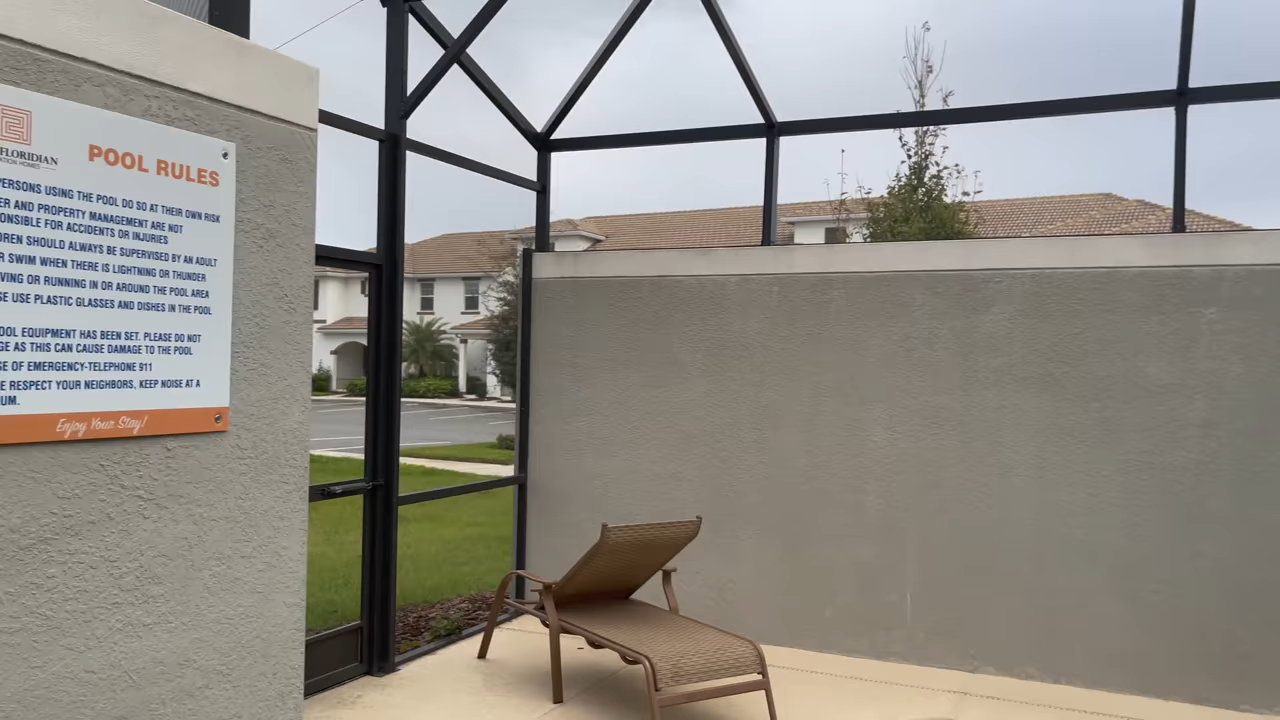 FLORIDIAN
POOL RULES
PERSONS USING THE POOL DO SO AT THEIR OWN RISK
ER AND PROPERTY MANAGEMENT ARE NOT
ONSIBLE FOR ACCIDENTS OR INJURIES
DREN SHOULD ALWAYS BE SUPERVISED BY AN ADULT
R SWIM WHEN THERE IS LIGHTNING OR THUNDER
VING OR RUNNING IN OR AROUND THE POOL AREA
SE USE PLASTIC GLASSES AND DISHES IN THE POOL
OOL EQUIPMENT HAS BEEN SET. PLEASE DO NOT
GE AS THIS CAN CAUSE DAMAGE TO THE POOL
SE OF EMERGENCY-TELEPHONE 911
E RESPECT YOUR NEIGHBORS, KEEP NOISE AT A
UM.
Enjoy Your Stay!